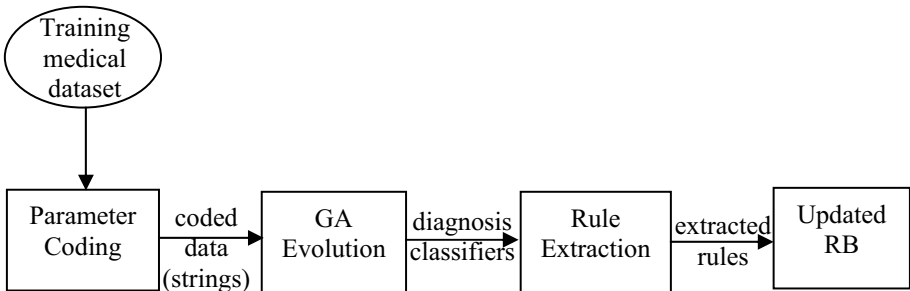 Training
medical
dataset
Parameter
Coding
coded
data
(strings)
GA
Evolution
diagnosis
classifiers
Rule
Extraction
extracted
rules
Updated
RB